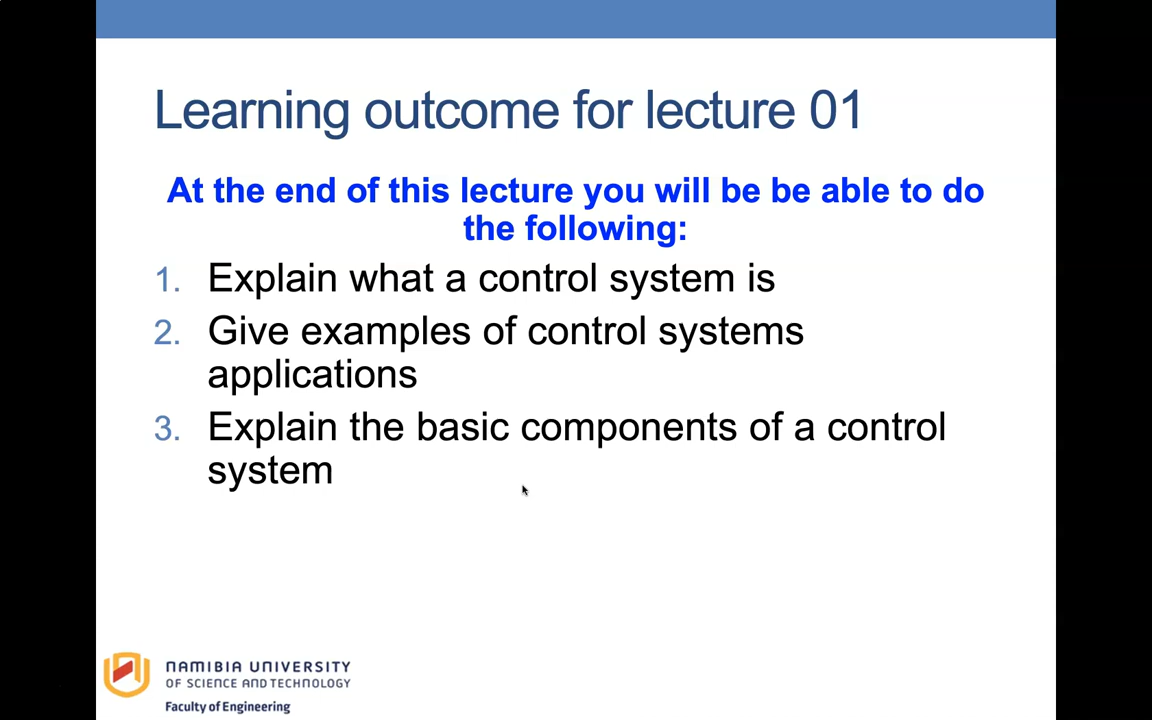 Learning outcome for lecture 01
At the end of this lecture you will be be able to do
the following:
1. Explain what a control system is
2. Give examples of control systems
applications
3. Explain the basic components of a control
system
NAMIBIA UNIVERSITY
OF SCIENCE AND TECHNOLOGY
Faculty of Engineering